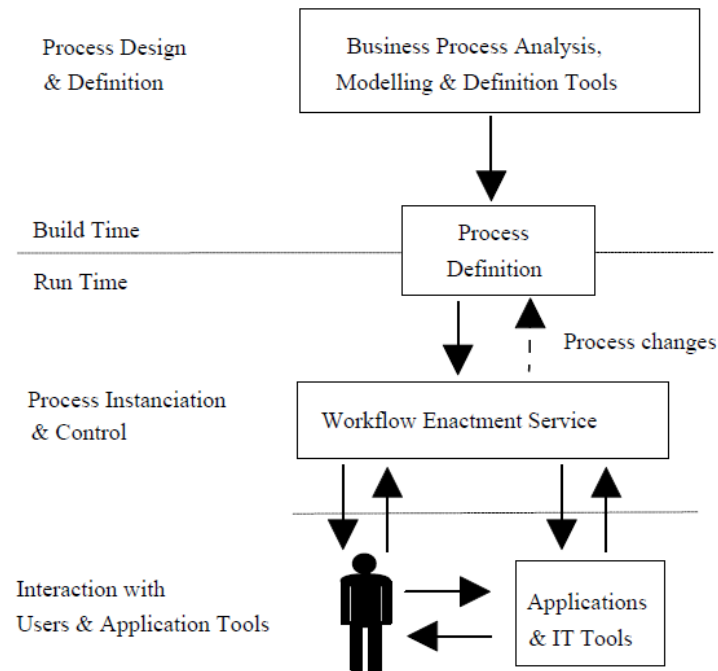 Process Design
& Definition
Business Process Analysis,
Modelling & Definition Tools
Build Time
Process
Definition
Run Time
Process changes
Process Instanciation
& Control
Workflow Enactment Service
Interaction with
Users & Application Tools
Applications
& IT Tools